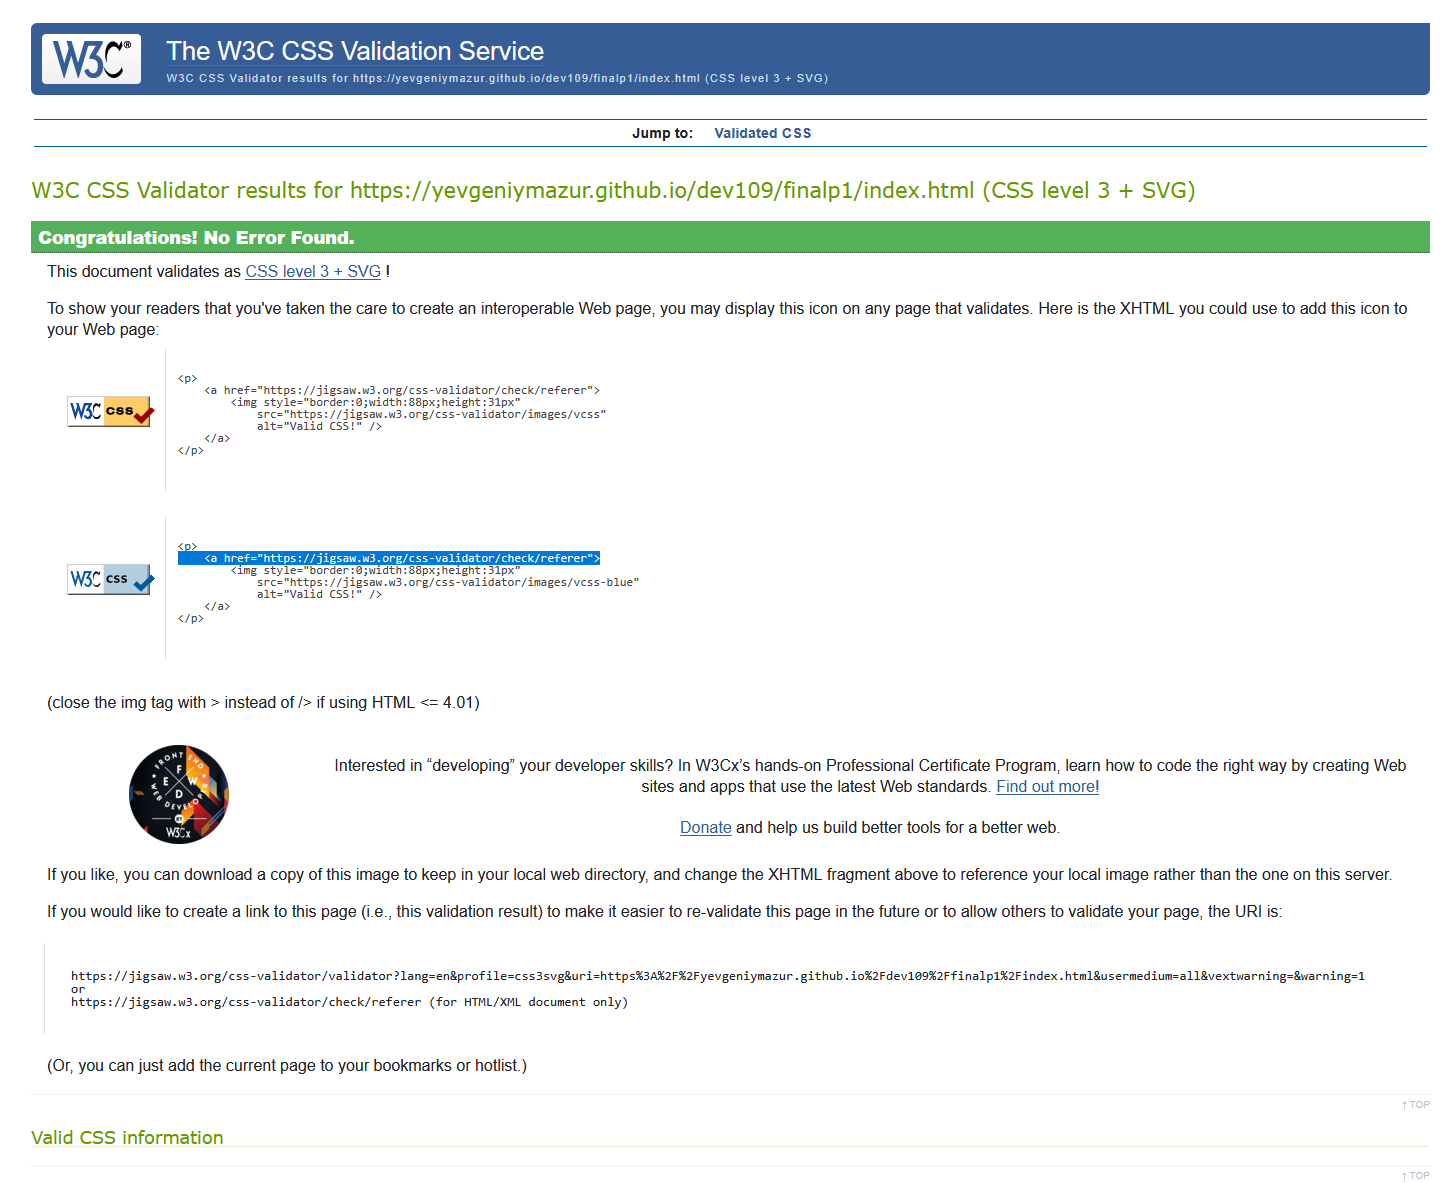 W3C®
The W3C CSS Validation Service
W3C CSS Validator results for https://yevgeniymazur.github.io/dev109/finalp1/index.html (CSS level 3 + SVG)
Jump to: Validated CSS
W3C CSS Validator results for https://yevgeniymazur.github.io/dev109/finalp1/index.html (CSS level 3 + SVG)
Congratulations! No Error Found.
This document validates as CSS level 3 + SVG !
To show your readers that you've taken the care to create an interoperable Web page, you may display this icon on any page that validates. Here is the XHTML you could use to add this icon to
your Web page:
W3C css
<p>
    <a href="https://jigsaw.w3.org/css-validator/check/referer">
        <img style="border:0;width:88px;height:31px"
            src="https://jigsaw.w3.org/css-validator/images/vcss"
            alt="Valid CSS!" />
    </a>
</p>
W3C css
<p>
    <a href="https://jigsaw.w3.org/css-validator/check/referer">
        <img style="border:0;width:88px;height:31px"
            src="https://jigsaw.w3.org/css-validator/images/vcss-blue"
            alt="Valid CSS!" />
    </a>
</p>
(close the img tag with > instead of /> if using HTML <= 4.01)
FRONT END
F
E W
D
WEB DEVELOPER
BY
W3Cx
Interested in “developing” your developer skills? In W3Cx’s hands-on Professional Certificate Program, learn how to code the right way by creating Web
sites and apps that use the latest Web standards. Find out more!
Donate and help us build better tools for a better web.
If you like, you can download a copy of this image to keep in your local web directory, and change the XHTML fragment above to reference your local image rather than the one on this server.
If you would like to create a link to this page (i.e., this validation result) to make it easier to re-validate this page in the future or to allow others to validate your page, the URI is:
https://jigsaw.w3.org/css-validator/validator?lang=en&profile=css3svg&uri=https%3A%2F%2Fyevgeniymazur.github.io%2Fdev109%2Ffinalp1%2Findex.html&usermedium=all&vextwarning=&warning=1
or
https://jigsaw.w3.org/css-validator/check/referer (for HTML/XML document only)
(Or, you can just add the current page to your bookmarks or hotlist.)
↑ TOP
Valid CSS information
↑ TOP